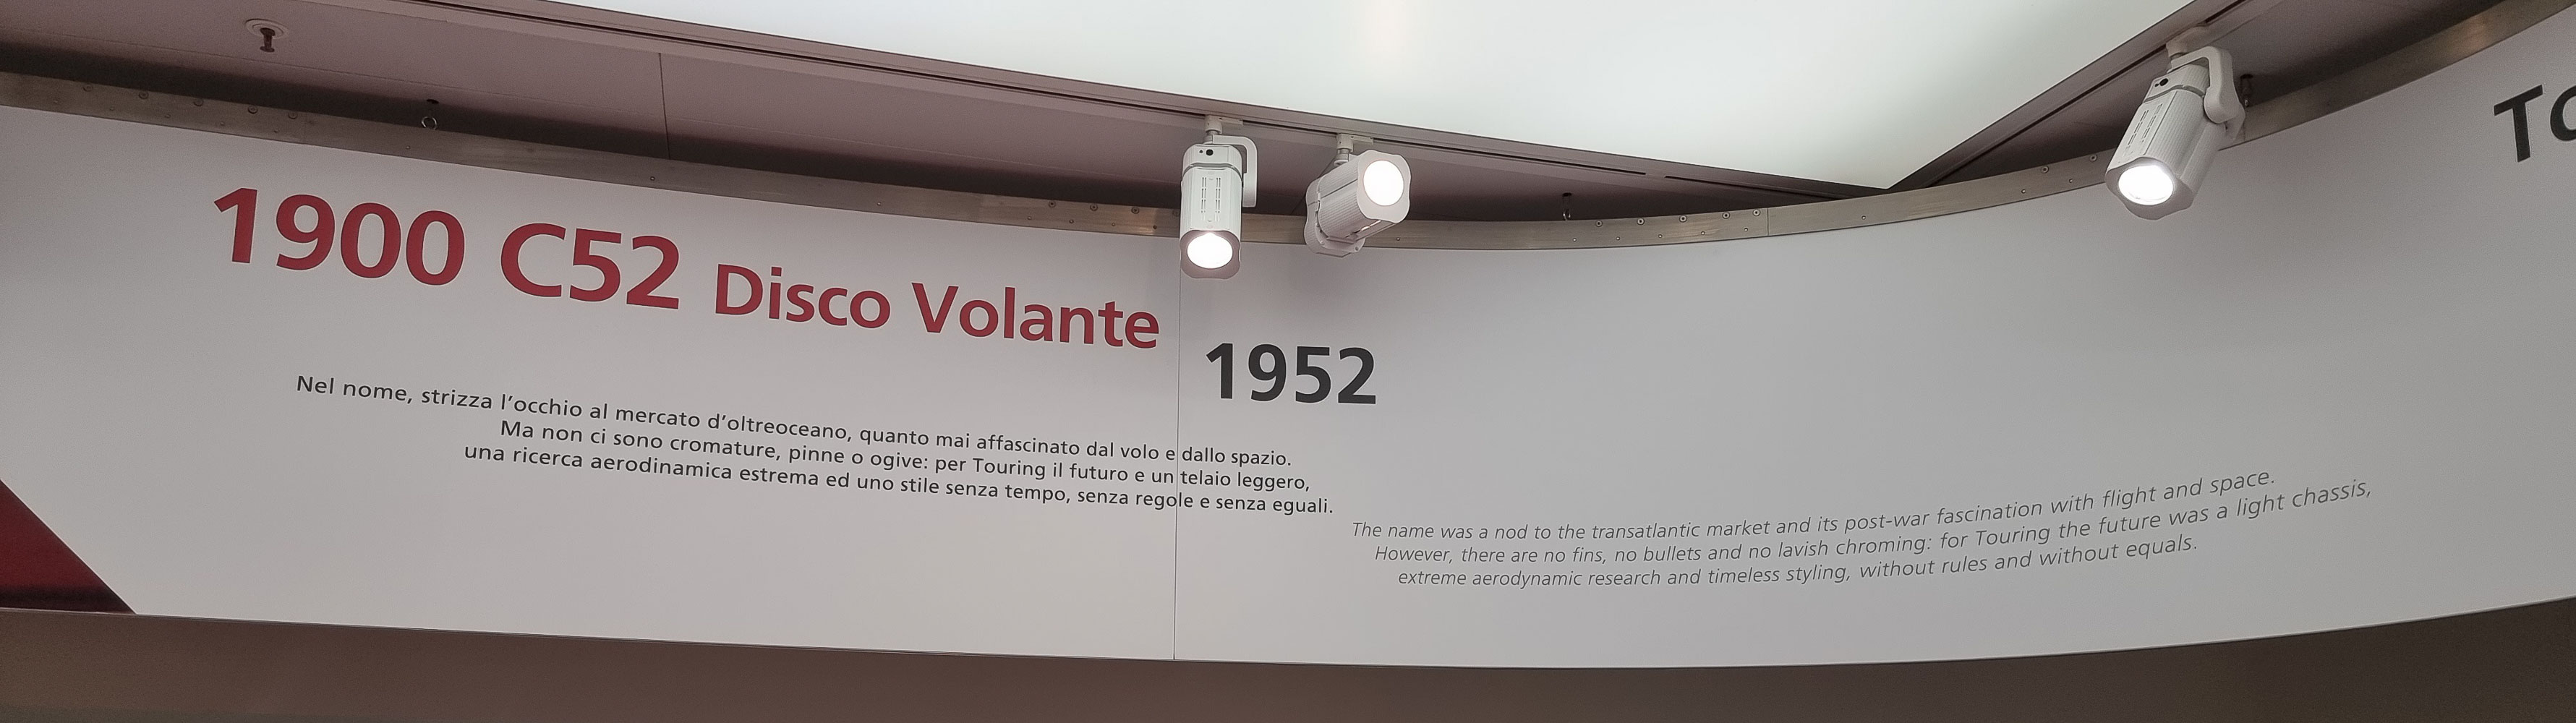 1900 C52 Disco Volante
1952
Nel nome, strizza l'occhio al mercato d'oltreoceano, quanto mai affascinato dal volo e dallo spazio.
Ma non ci sono cromature, pinne o ogive: per Touring il futuro e un telaio leggero,
una ricerca aerodinamica estrema ed uno stile senza tempo, senza regole e senza eguali.
The name was a nod to the transatlantic market and its post-war fascination with flight and space.
However, there are no fins, no bullets and no lavish chroming: for Touring the future was a light chassis,
extreme aerodynamic research and timeless styling, without rules and without equals.